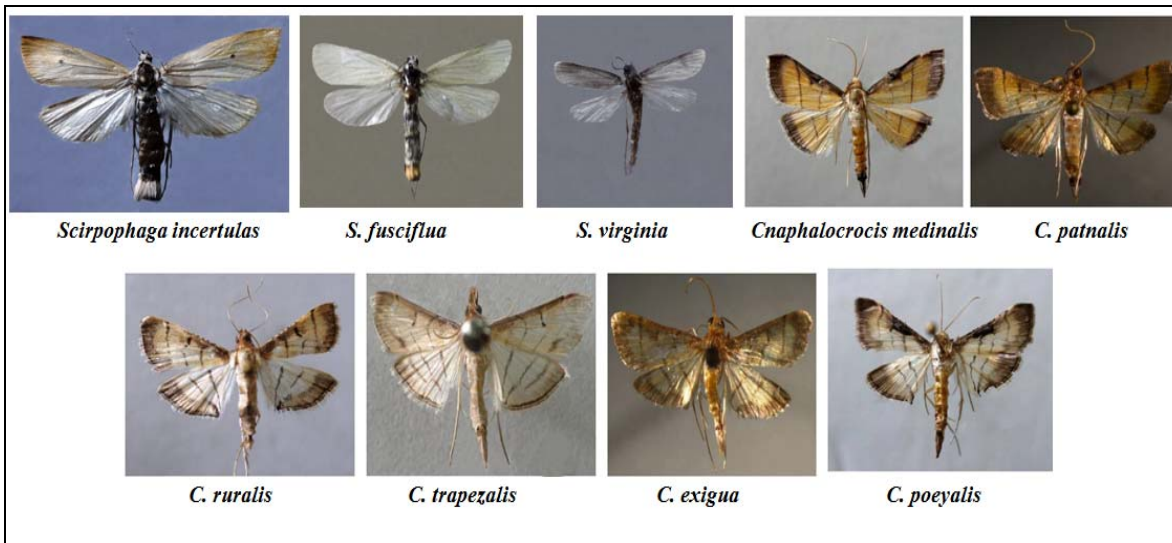 Scirpophaga incertulas
S. fusciflua
S. virginia
Cnaphalocrocis medinalis
C. patnalis
C. ruralis
C. trapezalis
C. exigua
C. poeyalis